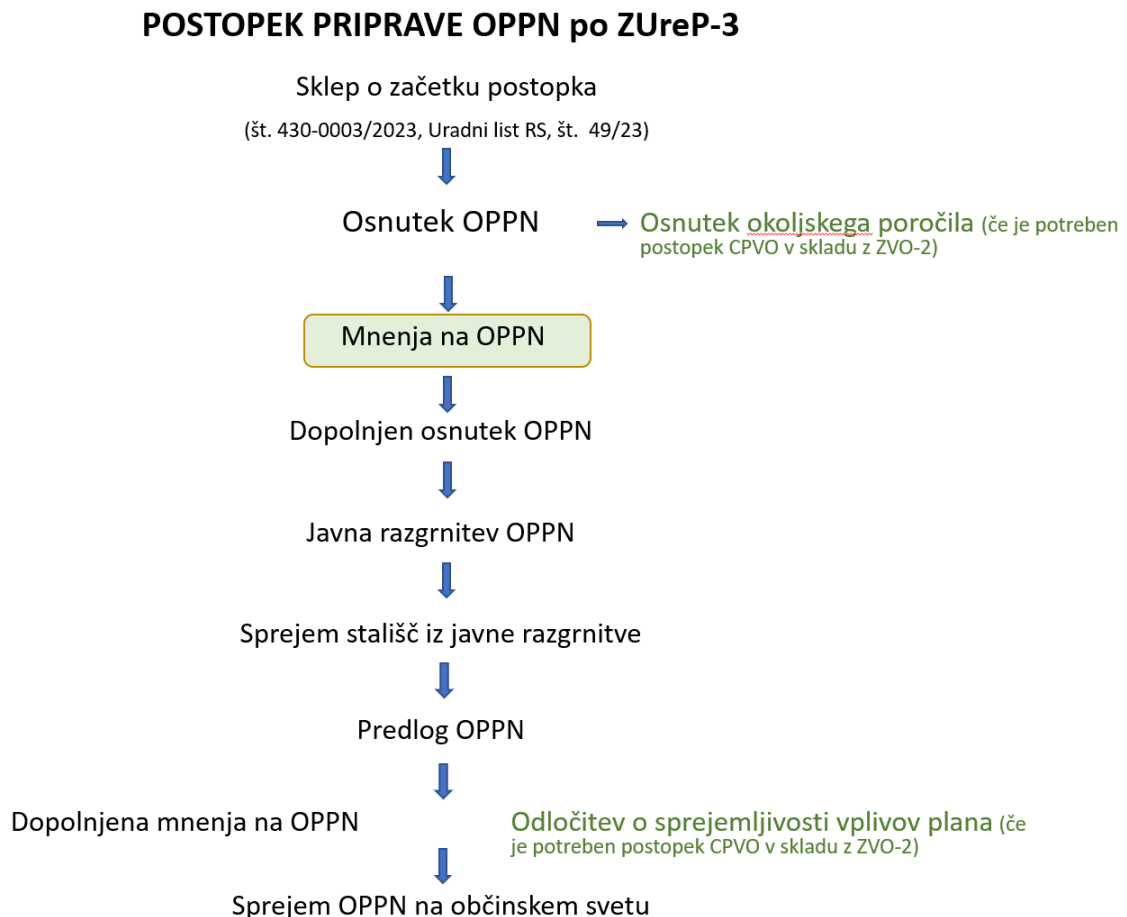 POSTOPEK PRIPRAVE OPPN po ZUreP-3
Sklep o začetku postopka
(št. 430-0003/2023, Uradni list RS, št. 49/23)
Osnutek OPPN
Osnutek okoljskega poročila (če je potreben
postopek CPVO v skladu z ZVO-2)
Mnenja na OPPN
Dopolnjen osnutek OPPN
Javna razgrnitev OPPN
Sprejem stališč iz javne razgrnitve
Predlog OPPN
Dopolnjena mnenja na OPPN
Odločitev o sprejemljivosti vplivov plana (če
je potreben postopek CPVO v skladu z ZVO-2)
Sprejem OPPN na občinskem svetu